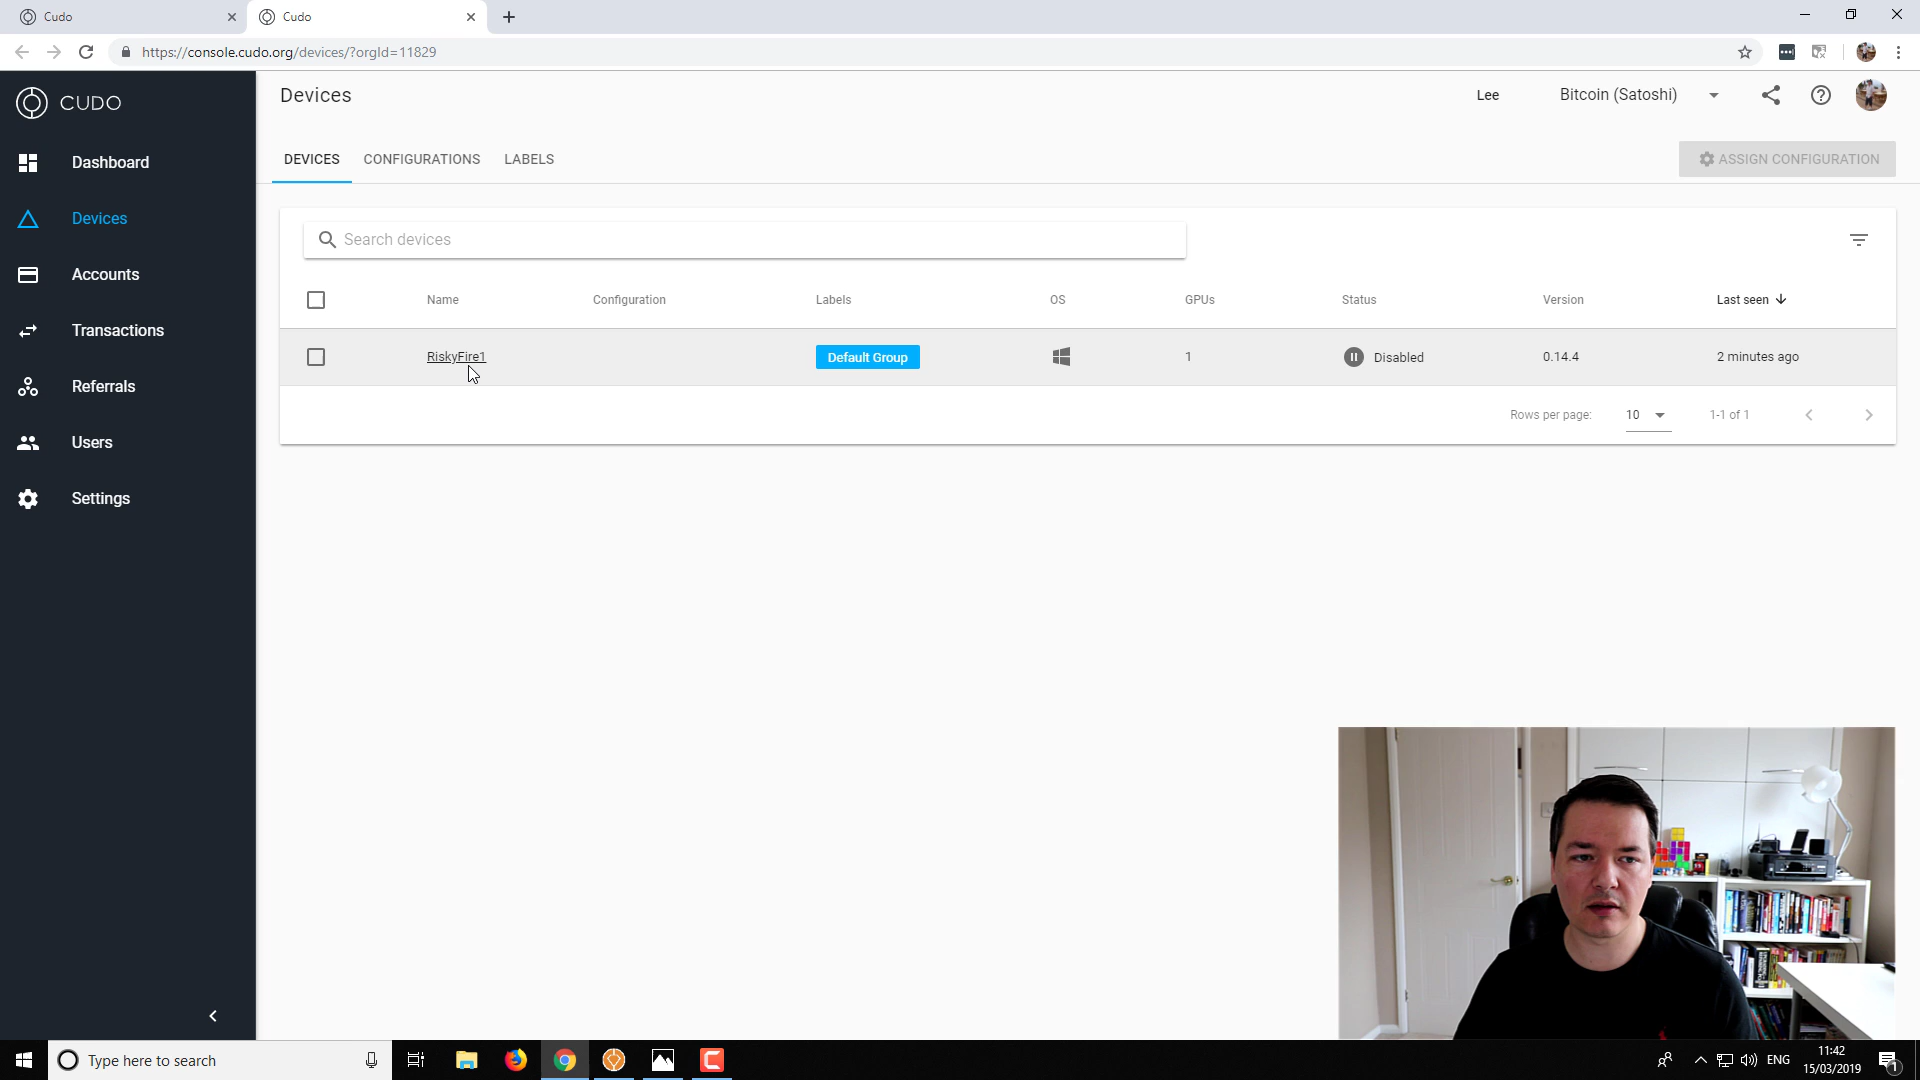 Cudo
Cudo
https://console.cudo.org/devices/?orgId=11829
CUDO
Devices
Lee
Bitcoin (Satoshi)
Dashboard
Devices
Accounts
Transactions
Referrals
Users
Settings
DEVICES CONFIGURATIONS LABELS
ASSIGN CONFIGURATION
Search devices
Name Configuration Labels OS GPUs Status Version Last seen
RiskyFire1 Default Group 1 Disabled 0.14.4 2 minutes ago
Rows per page: 10 1-1 of 1
Type here to search
ENG
11:42
15/03/2019
1